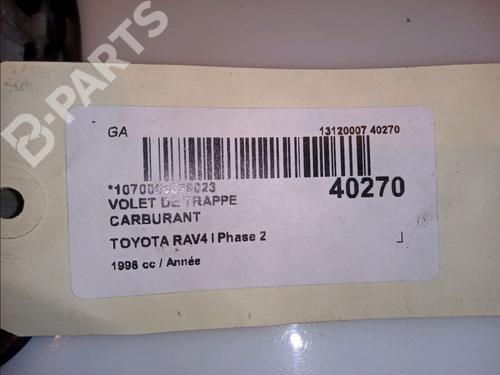 B-PARTS
GA
13120007 40270
40270
VOLET DE TRAPPE
CARBURANT
TOYOTA RAV4 I Phase 2
1998 cc / Année